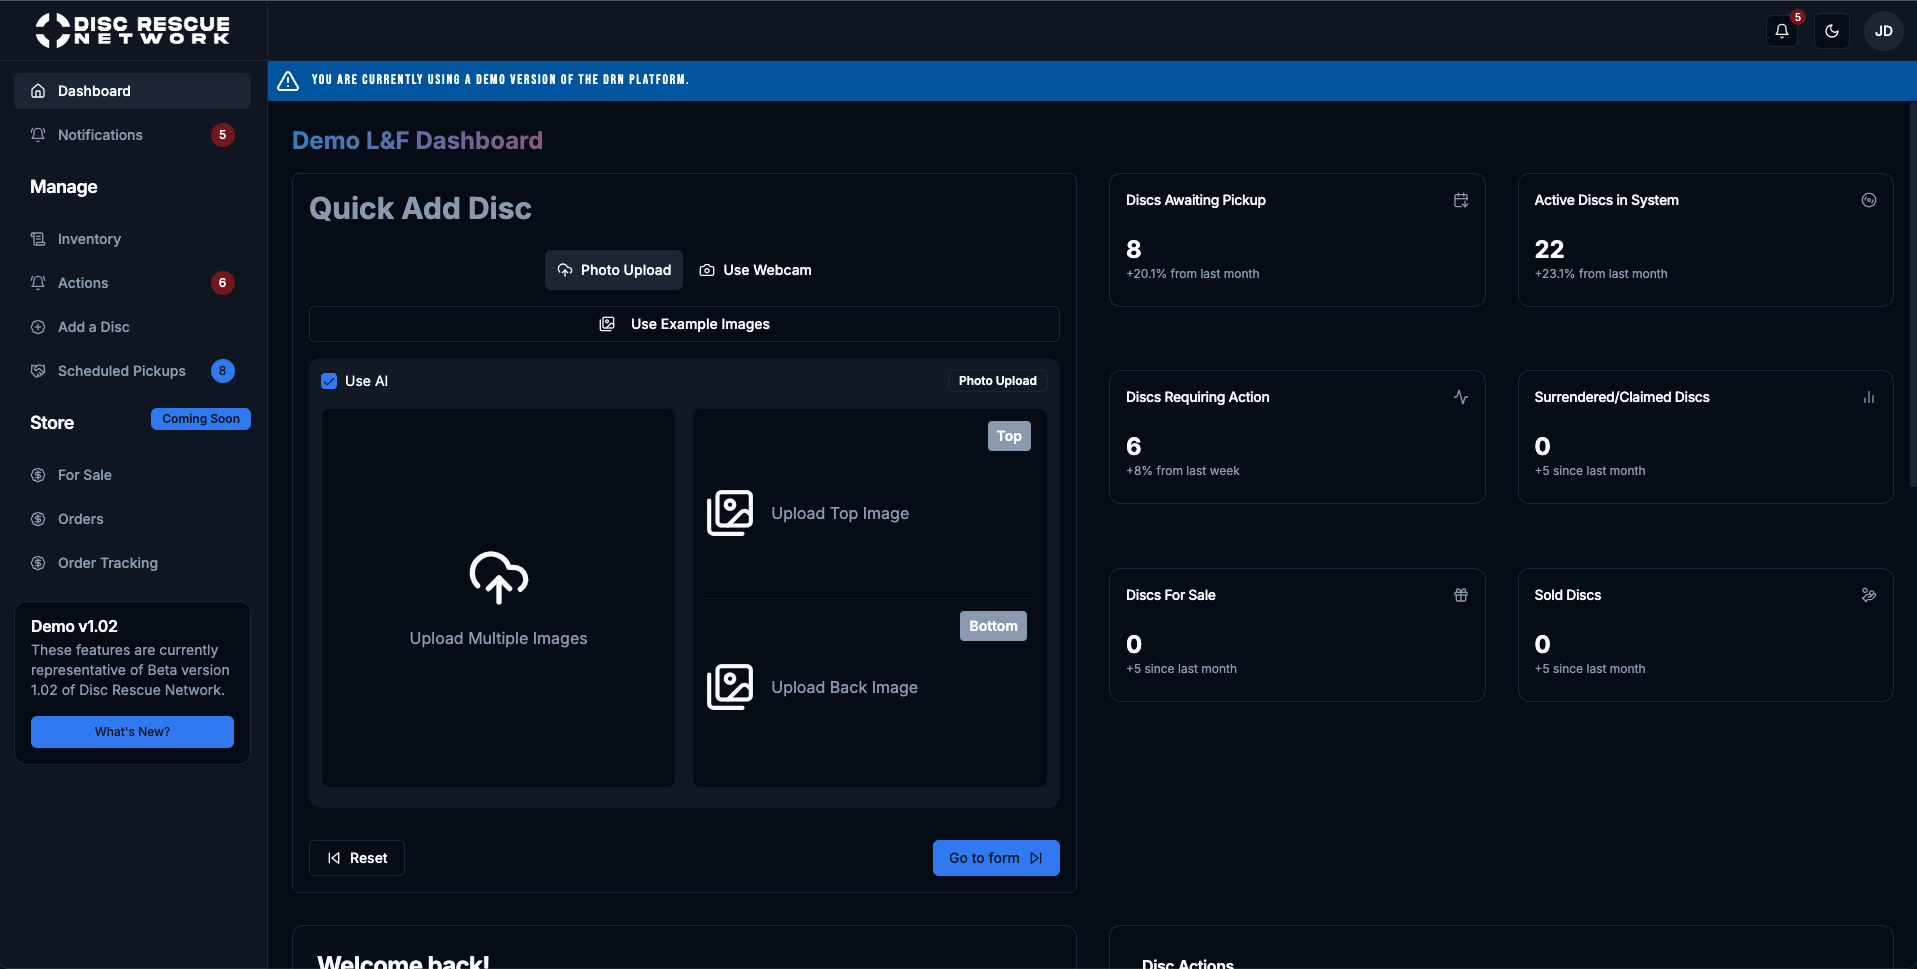 DISC RESCUE
NETWORK
5
JD
Dashboard
Notifications
5
Manage
Inventory
Actions
6
Add a Disc
Scheduled Pickups
8
Store
Coming Soon
For Sale
Orders
Order Tracking
Demo v1.02
These features are currently
representative of Beta version
1.02 of Disc Rescue Network.
What's New?
YOU ARE CURRENTLY USING A DEMO VERSION OF THE DRN PLATFORM.
Demo L&F Dashboard
Quick Add Disc
Photo Upload
Use Webcam
Use Example Images
Use AI
Photo Upload
Upload Multiple Images
Top
Upload Top Image
Bottom
Upload Back Image
Reset
Go to form
Discs Awaiting Pickup
8
+20.1% from last month
Active Discs in System
22
+23.1% from last month
Discs Requiring Action
6
+8% from last week
Surrendered/Claimed Discs
0
+5 since last month
Discs For Sale
0
+5 since last month
Sold Discs
0
+5 since last month
Welcome back!
Disc Actions